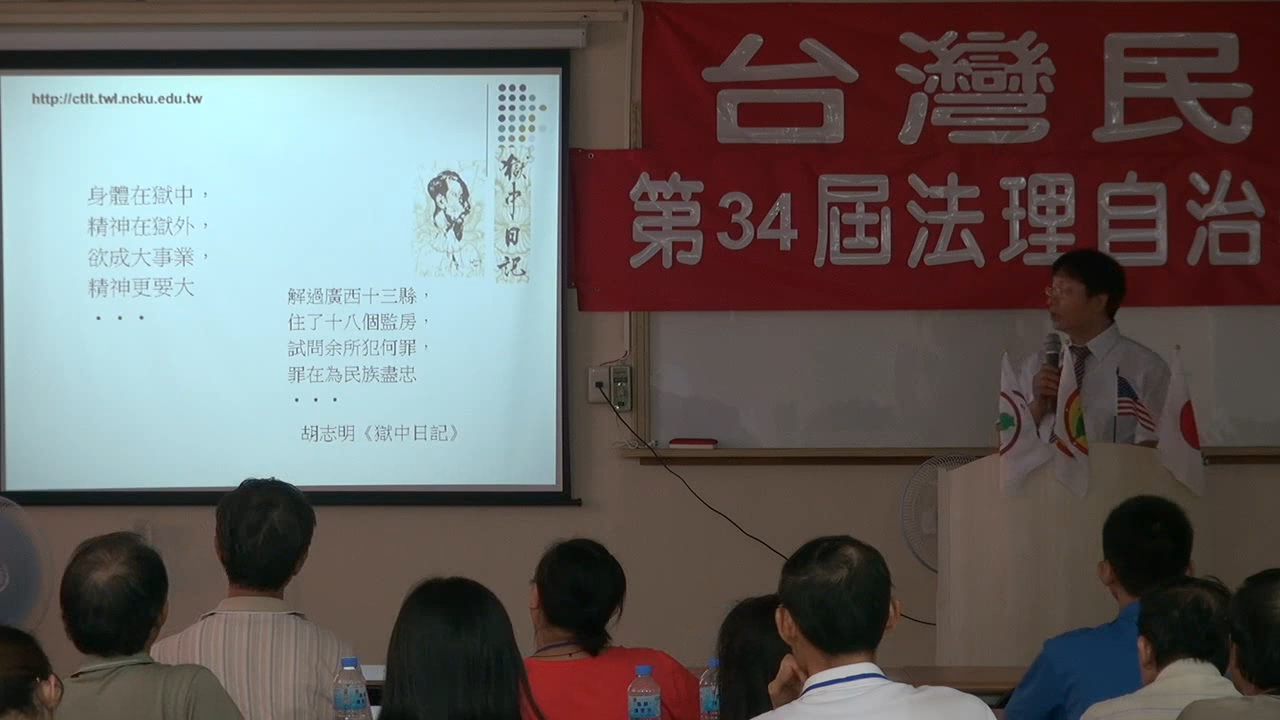 http://ctlt.twl.ncku.edu.tw
身體在獄中，
精神在獄外，
欲成大事業，
精神更要大
・・・
獄中日記
解過廣西十三縣，
住了十八個監房，
試問余所犯何罪，
罪在為民族盡忠
・・・
胡志明《獄中日記》
台灣民
第34屆法理自治